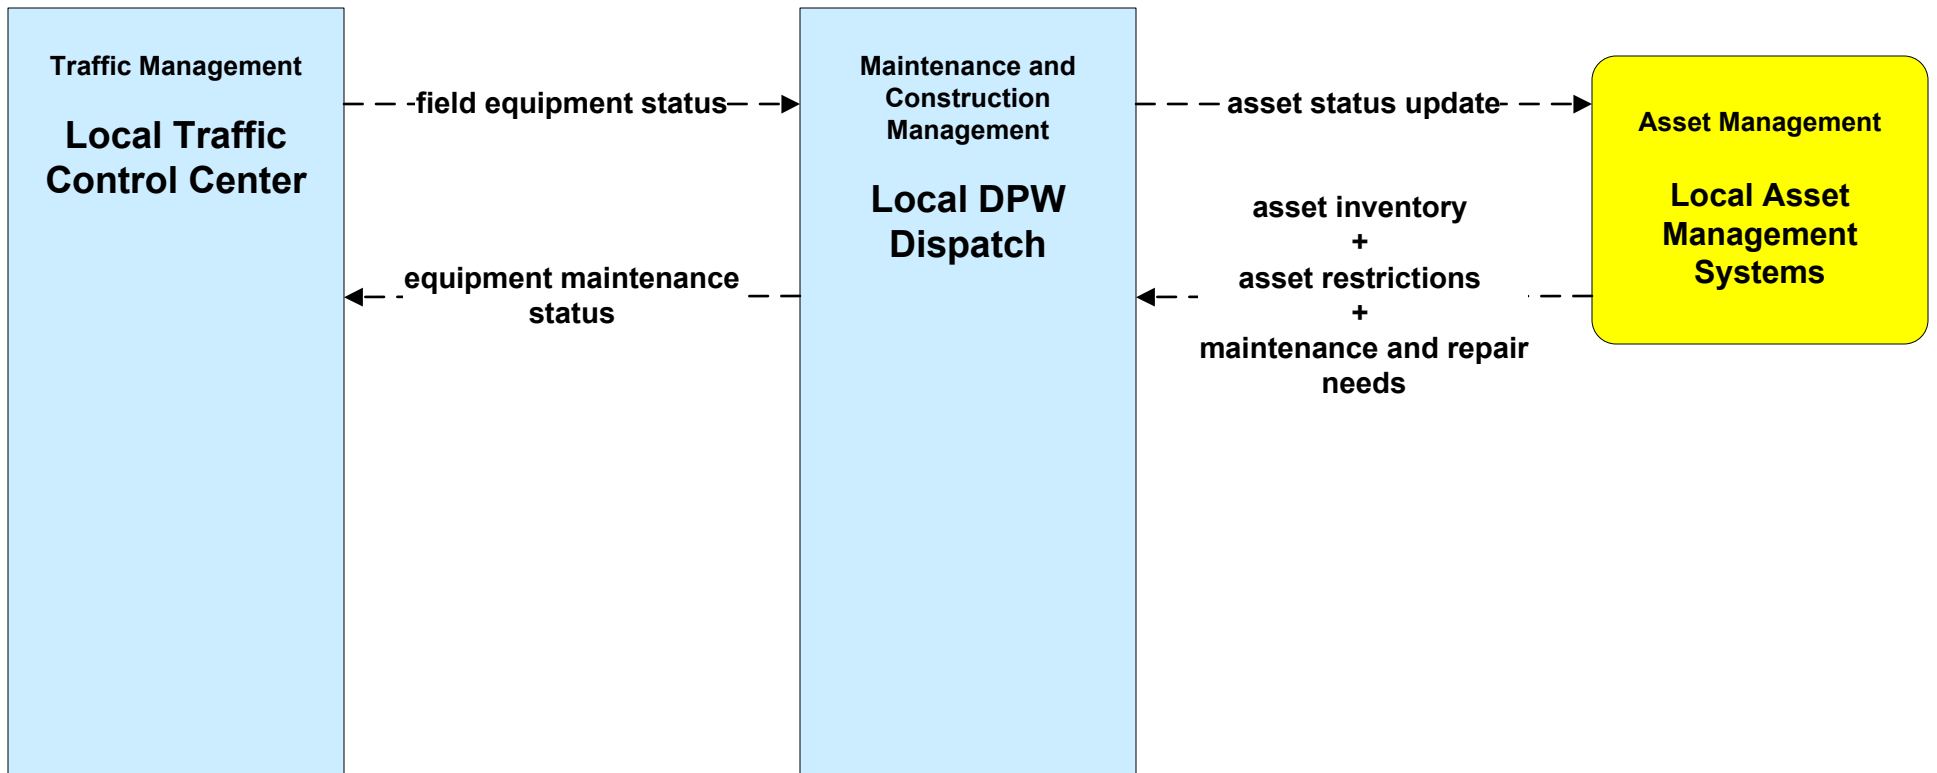 Traffic Management
Local Traffic
Control Center
field equipment status
equipment maintenance
status
Maintenance and
Construction
Management
Local DPW
Dispatch
asset status update
asset inventory
+
asset restrictions
+
maintenance and repair
needs
Asset Management
Local Asset
Management
Systems